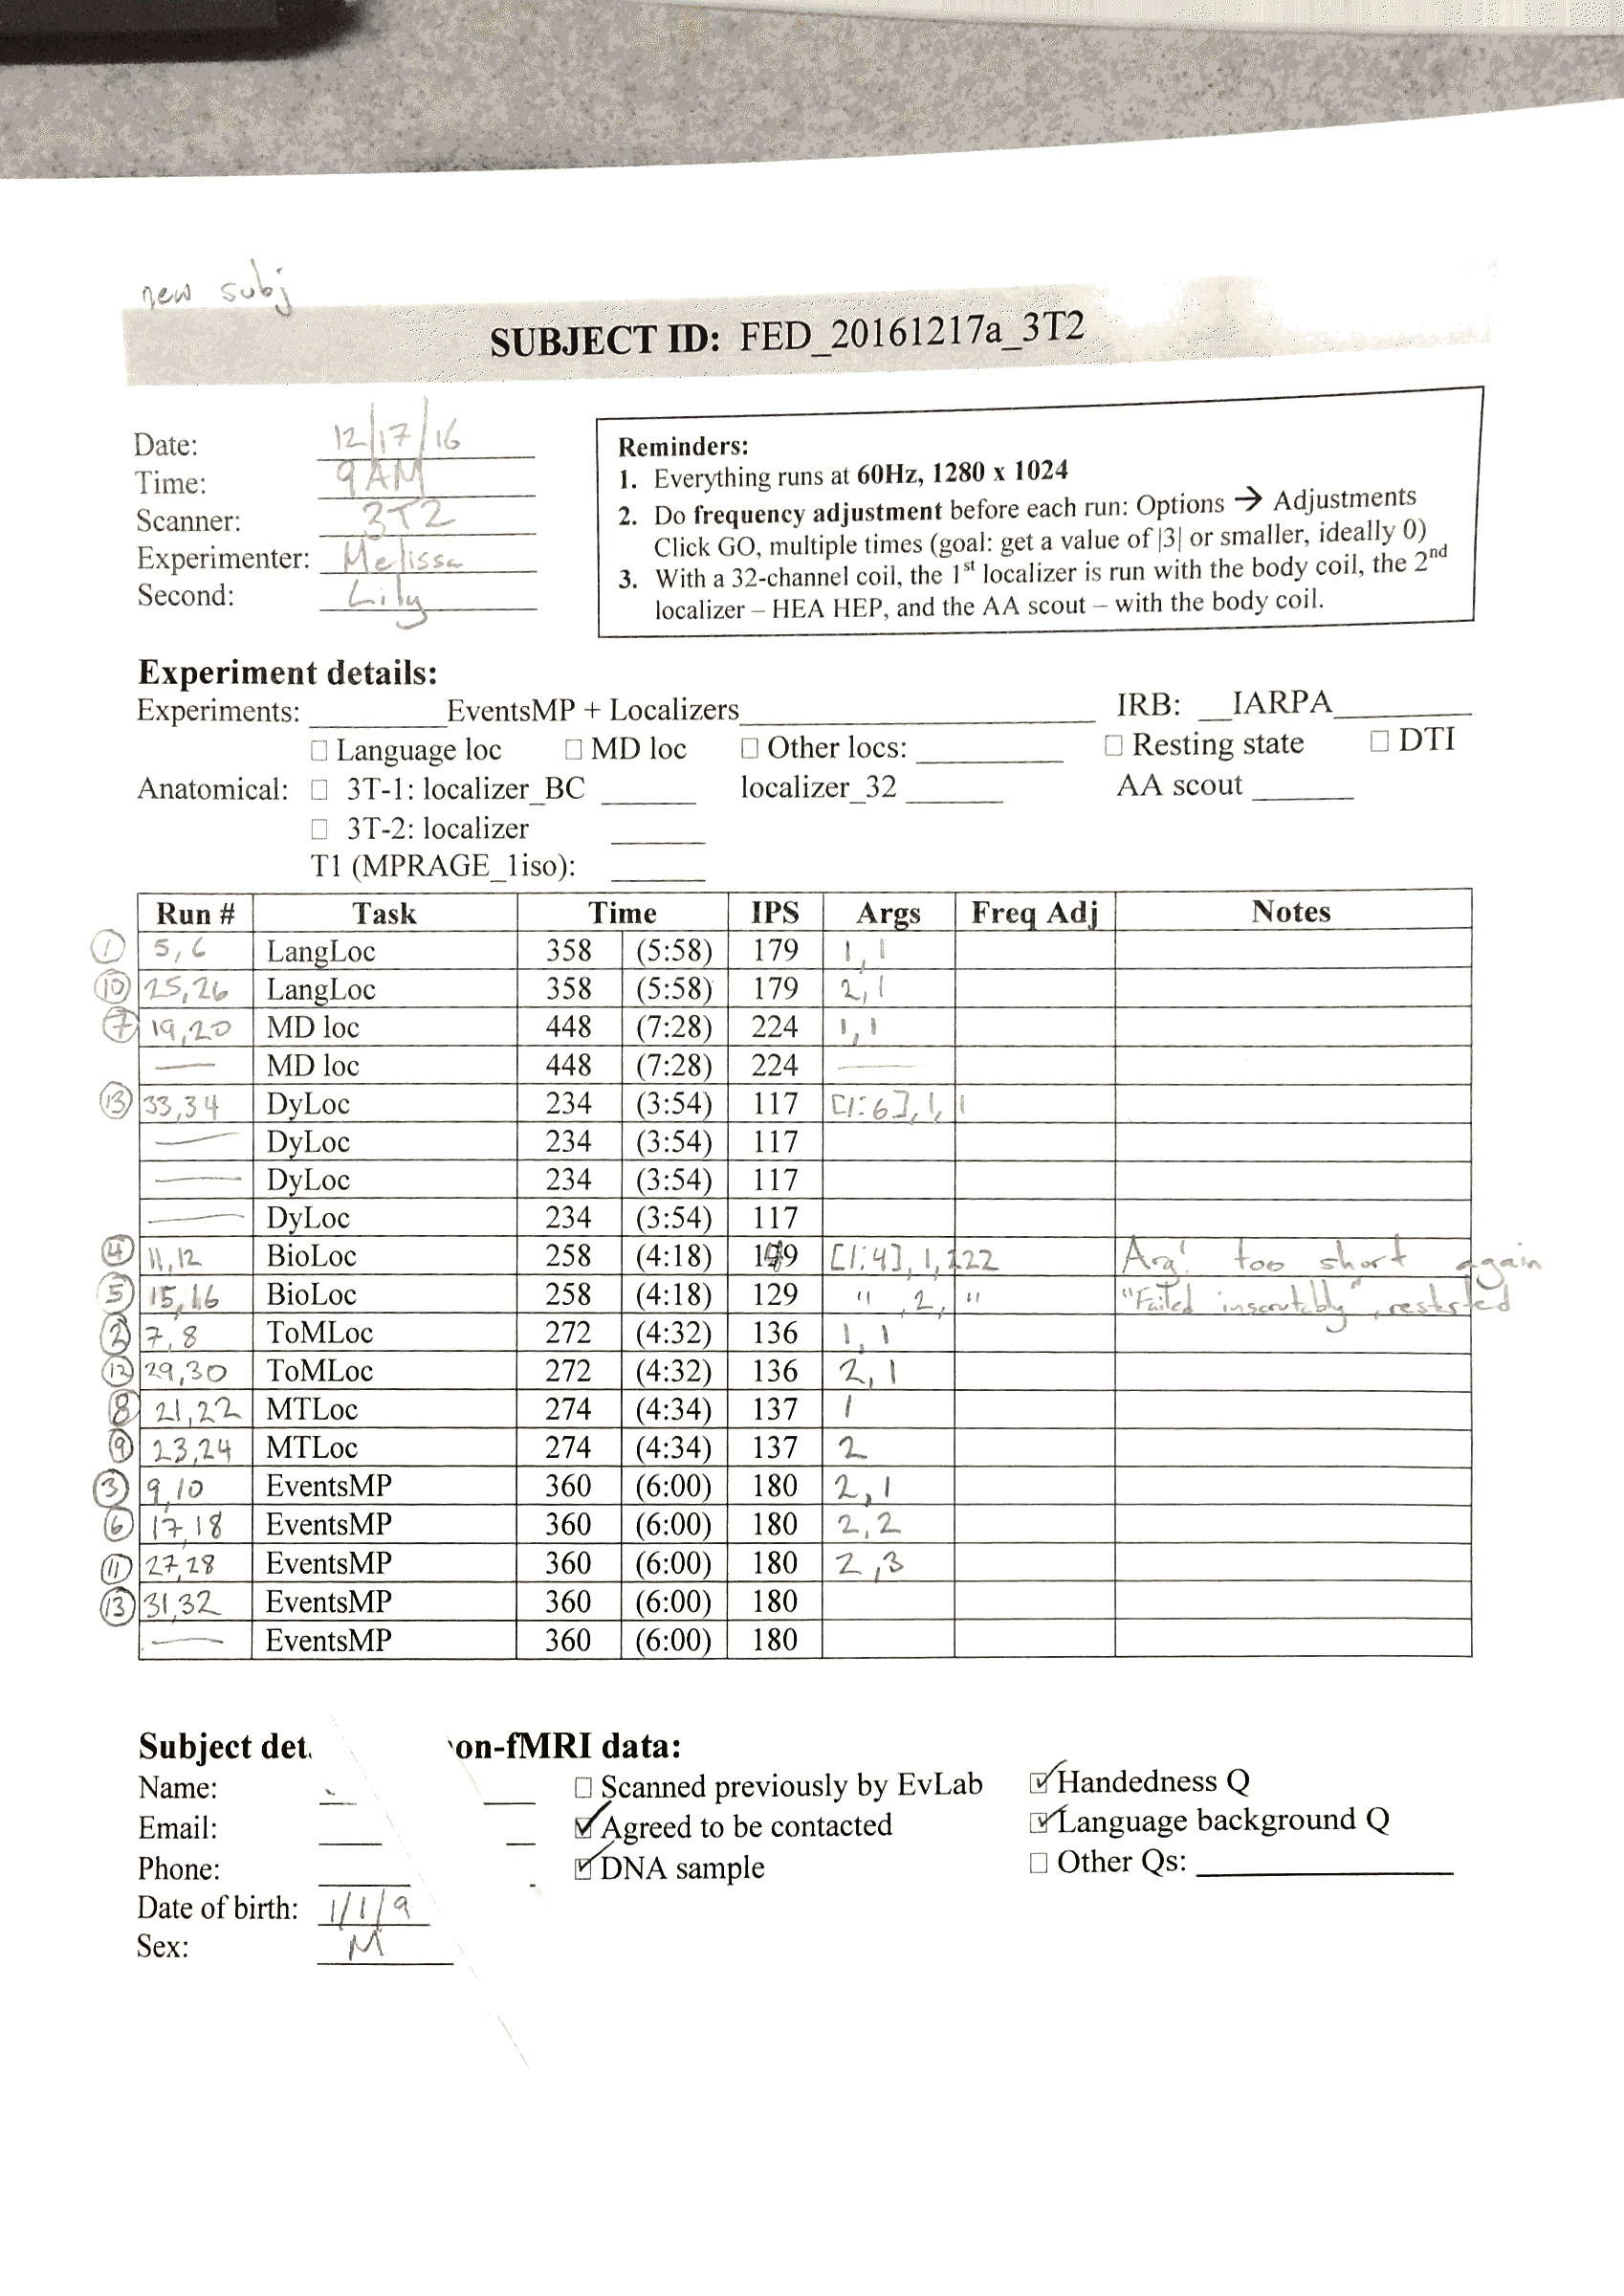 new subj
SUBJECT ID: FED_20161217a_3T2
Date: 12/17/16
Time: 9AM
Scanner: 3T2
Experimenter: Melissa
Second: Lily
Reminders:
1. Everything runs at 60Hz, 1280 x 1024
2. Do frequency adjustment before each run: Options → Adjustments
Click GO, multiple times (goal: get a value of |3| or smaller, ideally 0)
3. With a 32-channel coil, the 1st localizer is run with the body coil, the 2nd
localizer – HEA HEP, and the AA scout – with the body coil.
Experiment details:
Experiments: EventsMP + Localizers IRB: IARPA
☐ Language loc ☐ MD loc ☐ Other locs: ☐ Resting state ☐ DTI
Anatomical: ☐ 3T-1: localizer_BC localizer_32 AA scout
☐ 3T-2: localizer
T1 (MPRAGE_1iso):
Run # Task Time IPS Args Freq Adj Notes
① 5,6 LangLoc 358 (5:58) 179 1,1
⑩ 25,26 LangLoc 358 (5:58) 179 2,1
⑦ 19,20 MD loc 448 (7:28) 224 1,1
— MD loc 448 (7:28) 224 —
⑬ 33,34 DyLoc 234 (3:54) 117 [1:6],1,1
— DyLoc 234 (3:54) 117
— DyLoc 234 (3:54) 117
— DyLoc 234 (3:54) 117
④ 11,12 BioLoc 258 (4:18) [1:4],1,222 Arg! too short again
⑤ 15,16 BioLoc 258 (4:18) 129 " ,2, " "Failed inscrutably", restrted
② 7,8 ToMLoc 272 (4:32) 136 1,1
⑫ 29,30 ToMLoc 272 (4:32) 136 2,1
⑧ 21,22 MTLoc 274 (4:34) 137 1
⑨ 23,24 MTLoc 274 (4:34) 137 2
③ 9,10 EventsMP 360 (6:00) 180 2,1
⑥ 17,18 EventsMP 360 (6:00) 180 2,2
⑪ 27,28 EventsMP 360 (6:00) 180 2,3
⑬ 31,32 EventsMP 360 (6:00) 180
— EventsMP 360 (6:00) 180
Subject det on-fMRI data:
Name: ☐ Scanned previously by EvLab ☑ Handedness Q
Email: ☑ Agreed to be contacted ☑ Language background Q
Phone: ☑ DNA sample ☐ Other Qs:
Date of birth: 1/1/9
Sex: M